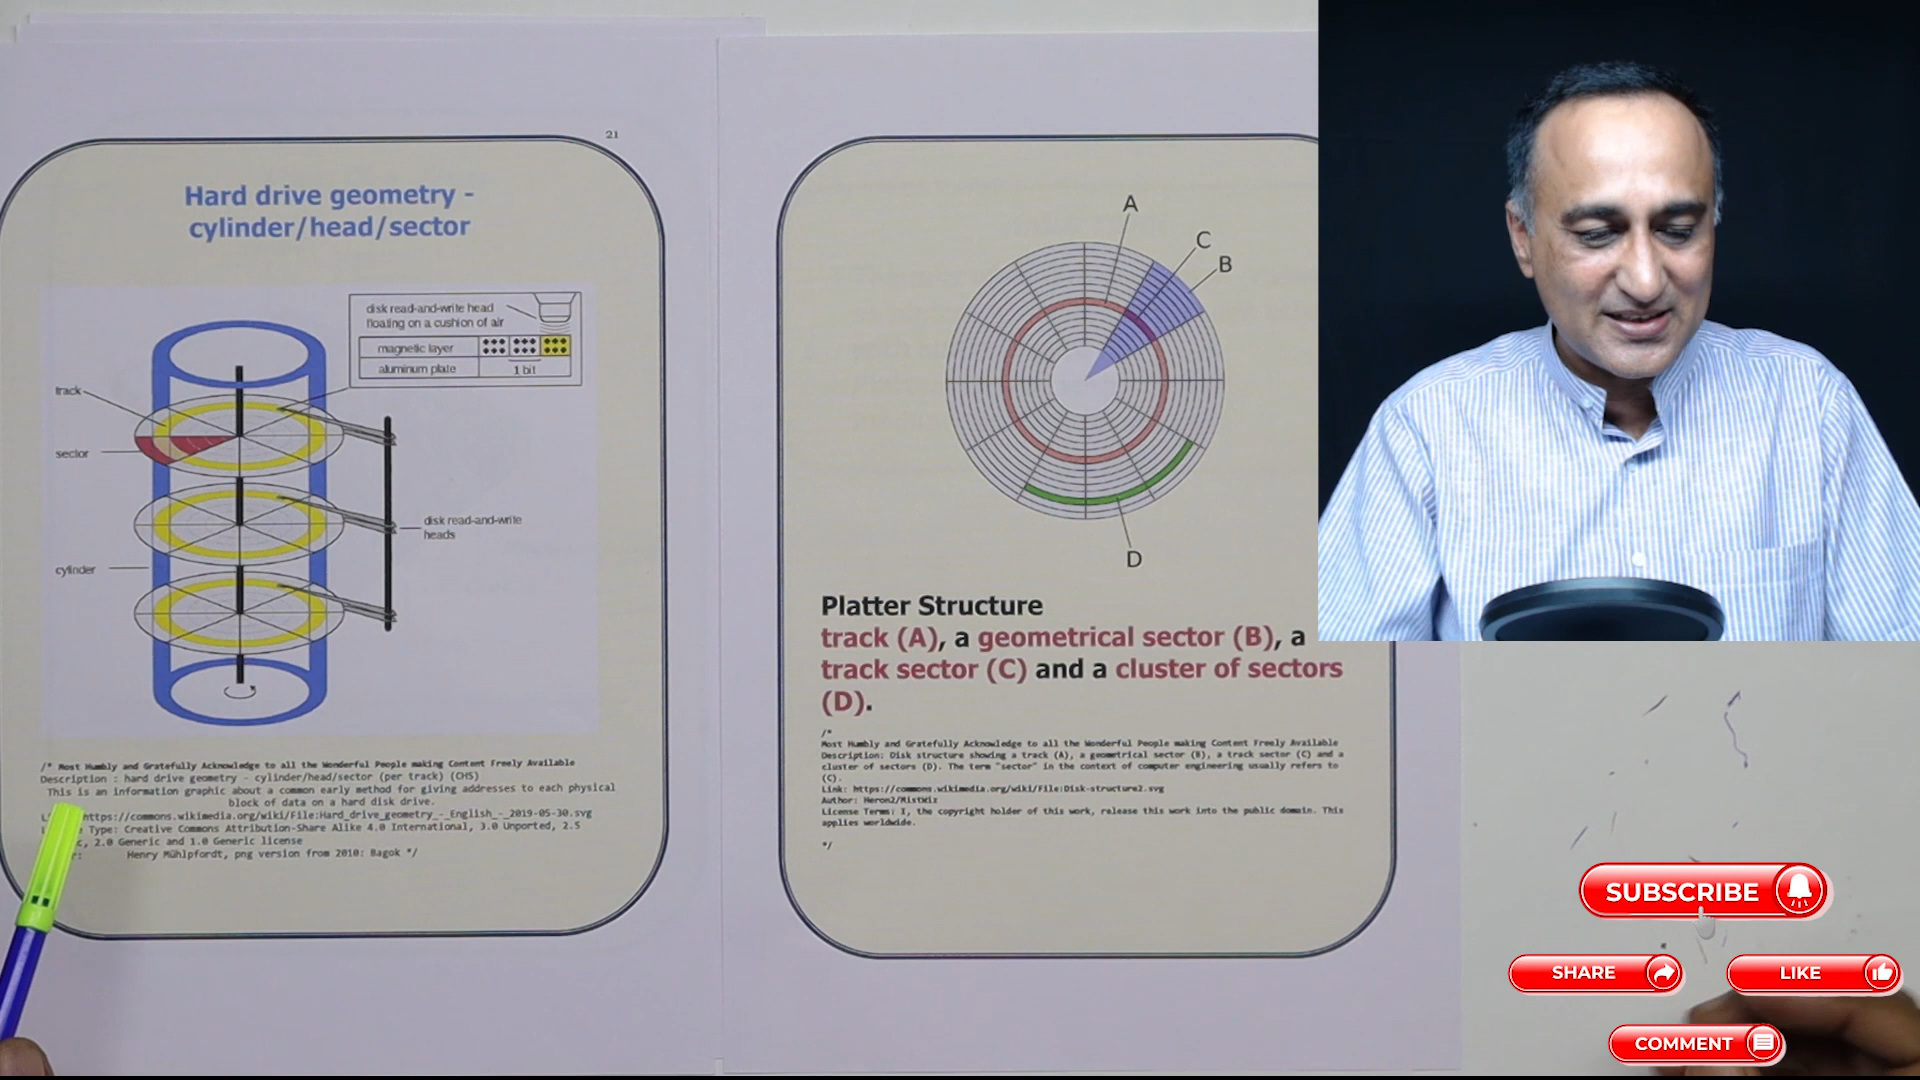 21
Hard drive geometry -
cylinder/head/sector
disk read-and-write head
floating on a cushion of air
magnetic layer
aluminum plate
1 bit
track
sector
disk read-and-write
heads
cylinder
/* Most Humbly and Gratefully Acknowledge to all the Wonderful People making Content Freely Available
Description : hard drive geometry - cylinder/head/sector (per track) (CHS)
This is an information graphic about a common early method for giving addresses to each physical
block of data on a hard disk drive.
https://commons.wikimedia.org/wiki/File:Hard_drive_geometry_-_English_-_2019-05-30.svg
Type: Creative Commons Attribution-Share Alike 4.0 International, 3.0 Unported, 2.5
2.0 Generic and 1.0 Generic license
Henry Mühlpfordt, png version from 2010: Bagok */
A
C
B
D
Platter Structure
track (A), a geometrical sector (B), a
track sector (C) and a cluster of sectors
(D).
/*
Most Humbly and Gratefully Acknowledge to all the Wonderful People making Content Freely Available
Description: Disk structure showing a track (A), a geometrical sector (B), a track sector (C) and a
cluster of sectors (D). The term "sector" in the context of computer engineering usually refers to
(C).
Link: https://commons.wikimedia.org/wiki/File:Disk-structure2.svg
Author: Heron2/MistWiz
License Terms: I, the copyright holder of this work, release this work into the public domain. This
applies worldwide.
*/
SUBSCRIBE
SHARE
LIKE
COMMENT